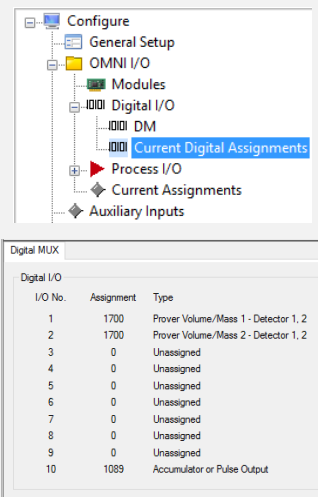 Configure
General Setup
OMNI I/O
Modules
Digital I/O
DM
Current Digital Assignments
Process I/O
Current Assignments
Auxiliary Inputs
Digital MUX
Digital I/O
I/O No. Assignment Type
1 1700 Prover Volume/Mass 1 - Detector 1, 2
2 1700 Prover Volume/Mass 2 - Detector 1, 2
3 0 Unassigned
4 0 Unassigned
5 0 Unassigned
6 0 Unassigned
7 0 Unassigned
8 0 Unassigned
9 0 Unassigned
10 1089 Accumulator or Pulse Output